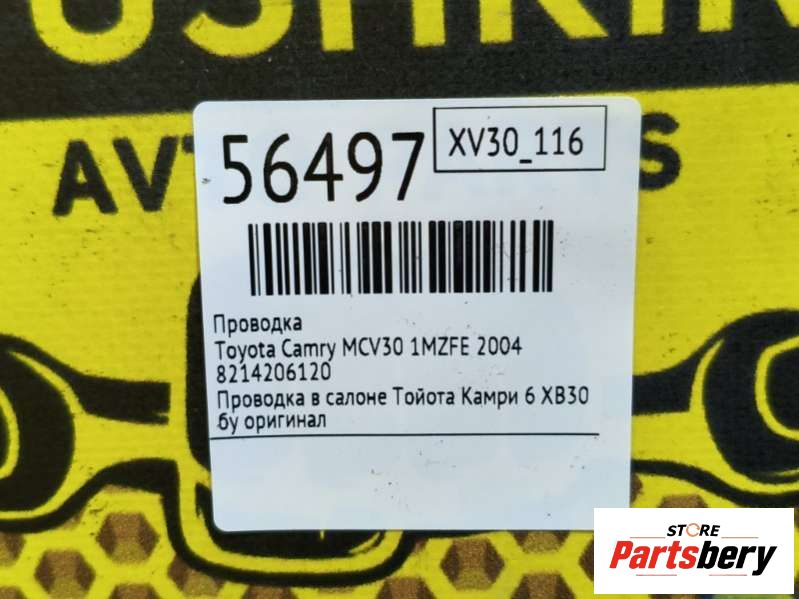 56497
XV30_116
Проводка
Toyota Camry MCV30 1MZFE 2004
8214206120
Проводка в салоне Тойота Камри 6 ХВ30
бу оригинал
STORE
Partsbery